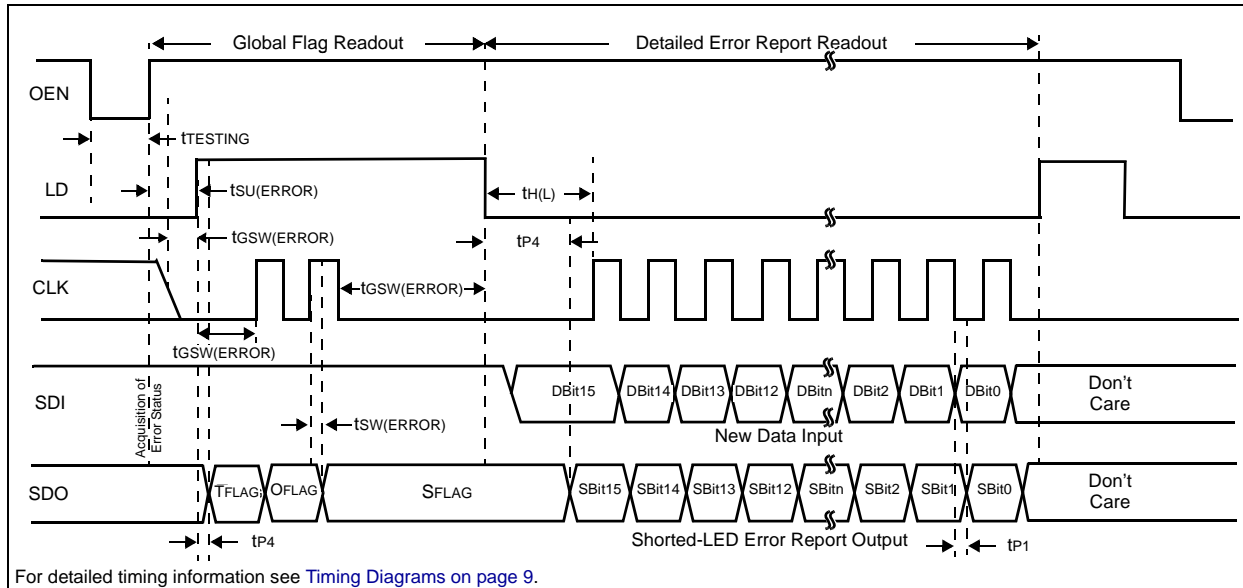 Global Flag Readout
Detailed Error Report Readout
OEN
tTESTING
LD
tSU(ERROR)
tH(L)
tGSW(ERROR)
tP4
CLK
tGSW(ERROR)
tGSW(ERROR)
SDI
Acquisition of
Error Status
DBit15 DBit14 DBit13 DBit12 DBitn DBit2 DBit1 DBit0
Don't
Care
tSW(ERROR)
New Data Input
SDO
TFLAG OFLAG SFLAG SBit15 SBit14 SBit13 SBit12 SBitn SBit2 SBit1 SBit0
Don't
Care
tP4
Shorted-LED Error Report Output
tP1
For detailed timing information see Timing Diagrams on page 9.